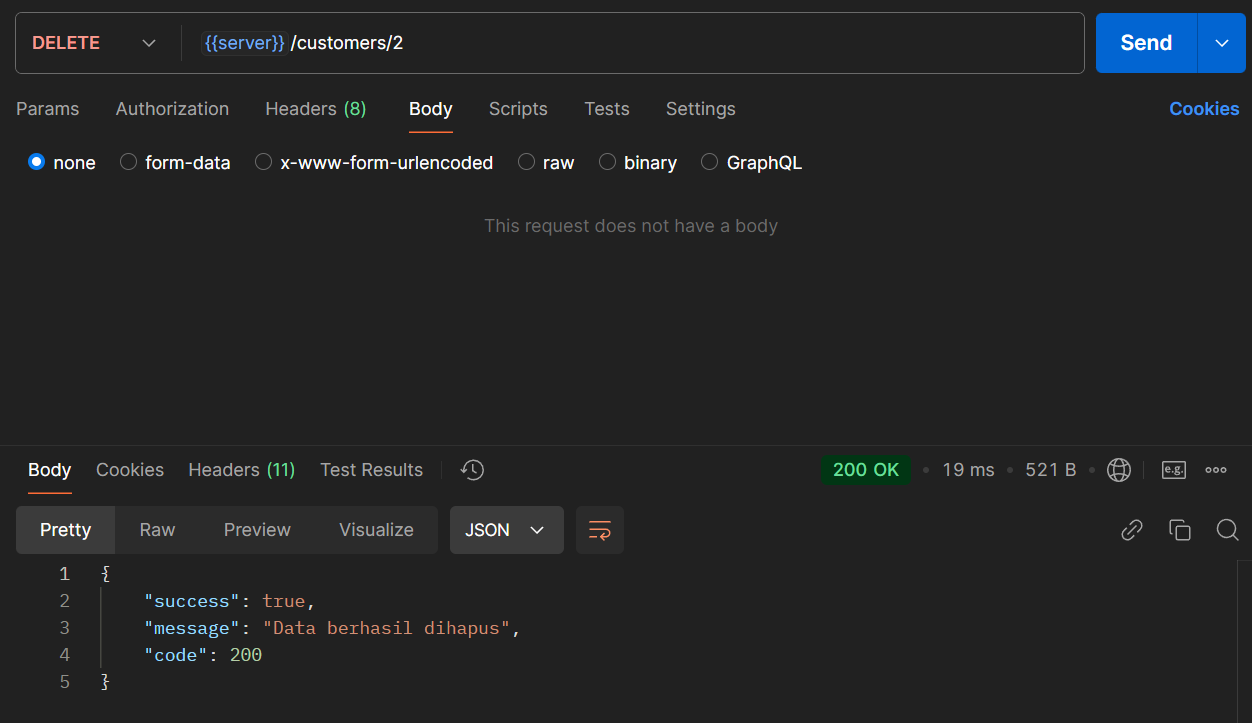 DELETE {{server}} /customers/2 Send
Params Authorization Headers (8) Body Scripts Tests Settings Cookies
none form-data x-www-form-urlencoded raw binary GraphQL
This request does not have a body
Body Cookies Headers (11) Test Results 200 OK 19 ms 521 B e.g.
Pretty Raw Preview Visualize JSON
1 {
2 "success": true,
3 "message": "Data berhasil dihapus",
4 "code": 200
5 }